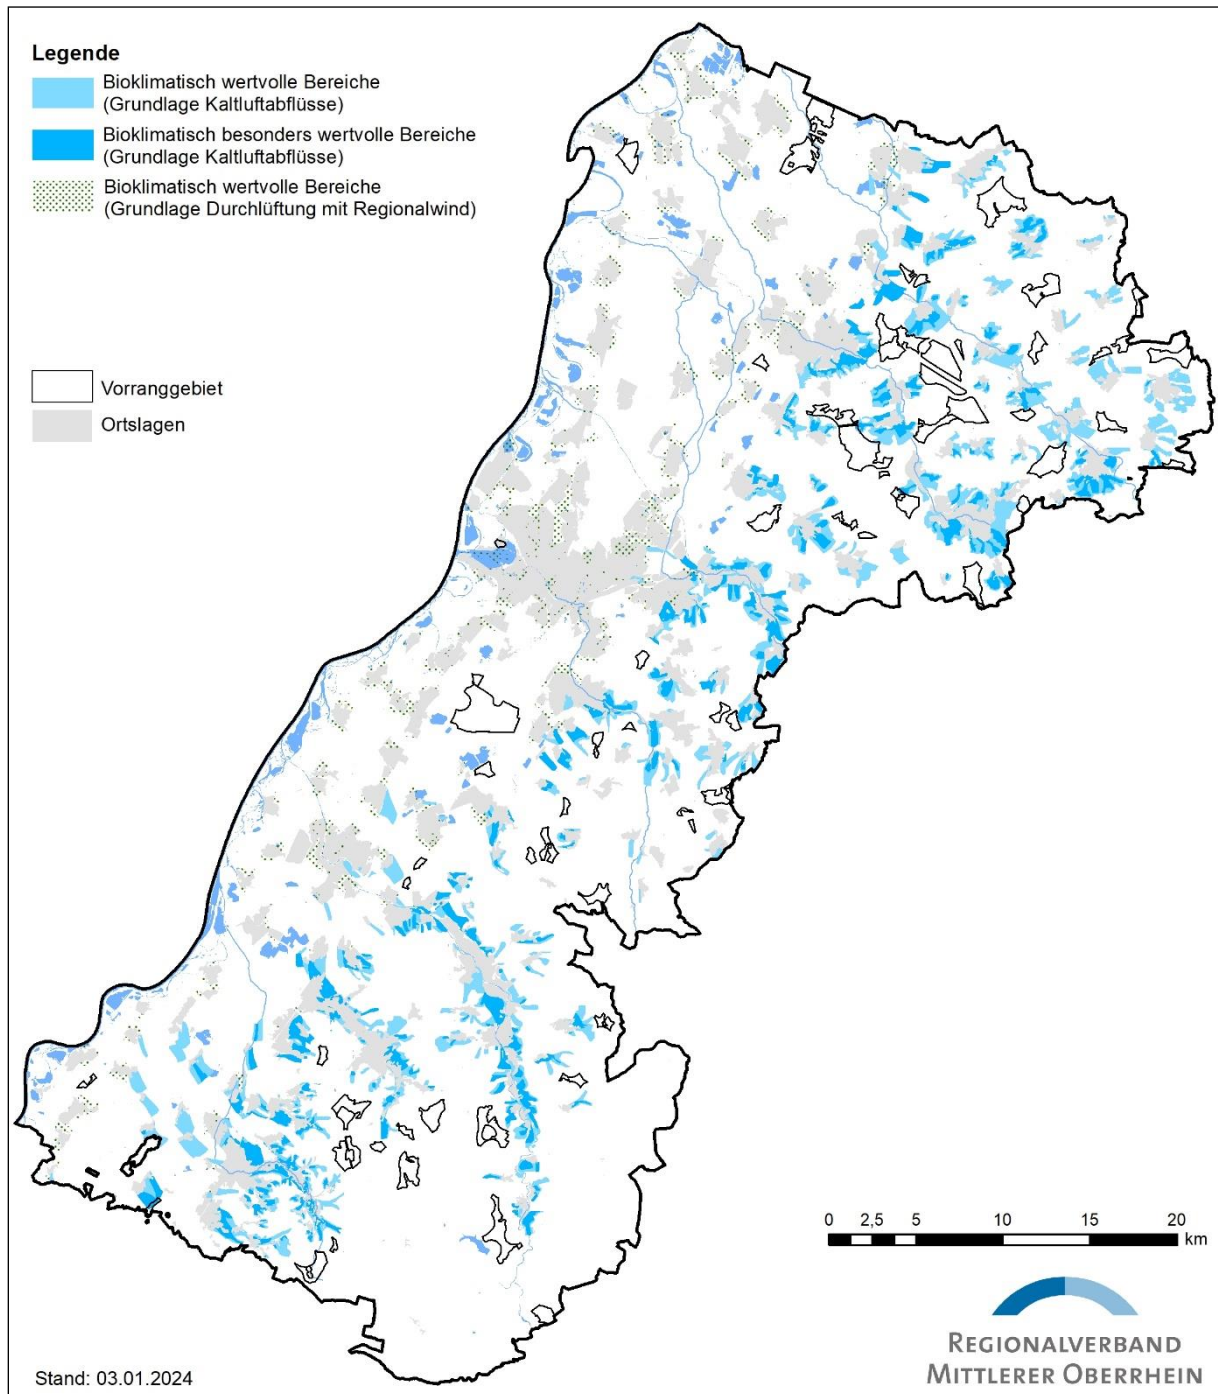 Legende
Bioklimatisch wertvolle Bereiche
(Grundlage Kaltluftabflüsse)
Bioklimatisch besonders wertvolle Bereiche
(Grundlage Kaltluftabflüsse)
Bioklimatisch wertvolle Bereiche
(Grundlage Durchlüftung mit Regionalwind)
Vorranggebiet
Ortslagen
0 2,5 5 10 15 20
km
REGIONALVERBAND
MITTLERER OBERRHEIN
Stand: 03.01.2024